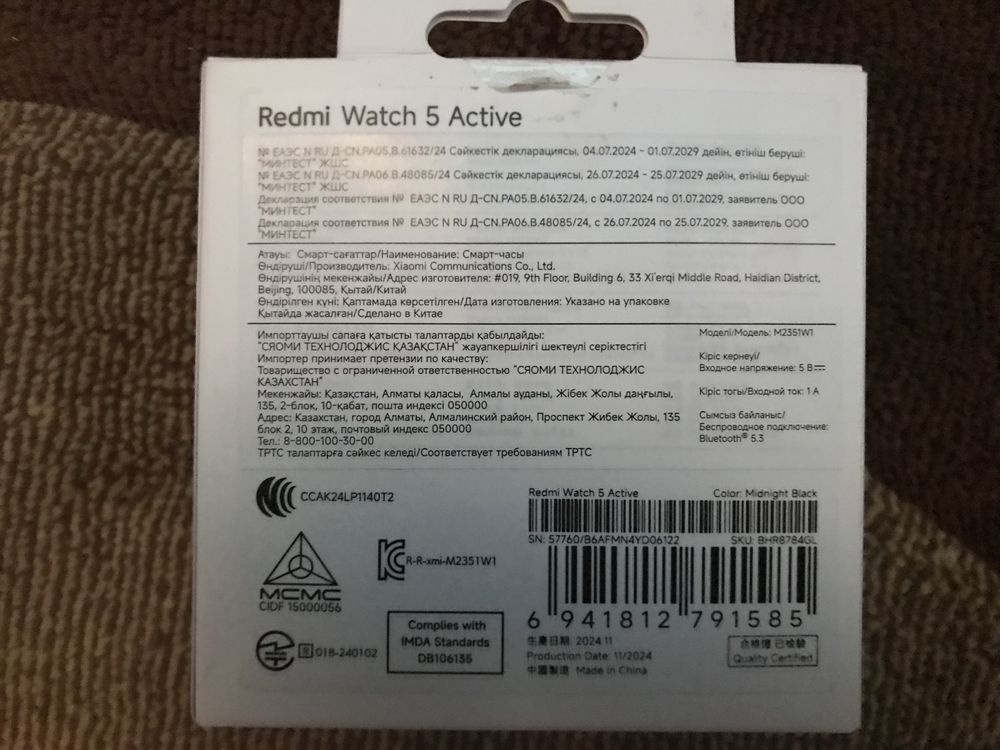 Redmi Watch 5 Active
№ ЕАЭС N RU Д-CN.РА05.В.61632/24 Сәйкестік декларациясы, 04.07.2024 - 01.07.2029 дейін, өтініш беруші:
"МИНТЕСТ" ЖШС
№ ЕАЭС N RU Д-CN.РА06.В.48085/24 Сәйкестік декларациясы, 26.07.2024 - 25.07.2029 дейін, өтініш беруші:
"МИНТЕСТ" ЖШС
Декларация соответствия № ЕАЭС N RU Д-CN.РА05.В.61632/24, с 04.07.2024 по 01.07.2029, заявитель ООО
"МИНТЕСТ"
Декларация соответствия № ЕАЭС N RU Д-CN.РА06.В.48085/24, с 26.07.2024 по 25.07.2029, заявитель ООО
"МИНТЕСТ"
Атауы: Смарт-сағаттар/Наименование: Смарт-часы
Өндіруші/Производитель: Xiaomi Communications Co., Ltd.
Өндірушінің мекенжайы/Адрес изготовителя: #019, 9th Floor, Building 6, 33 Xi'erqi Middle Road, Haidian District,
Beijing, 100085, Қытай/Китай
Өндірілген күні: Қаптамада көрсетілген/Дата изготовления: Указано на упаковке
Қытайда жасалған/Сделано в Китае
Импорттаушы сапаға қатысты талаптарды қабылдайды:
"СЯОМИ ТЕХНОЛОДЖИС ҚАЗАҚСТАН" жауапкершілігі шектеулі серіктестігі
Импортер принимает претензии по качеству:
Товарищество с ограниченной ответственностью "СЯОМИ ТЕХНОЛОДЖИС
КАЗАХСТАН"
Мекенжайы: Қазақстан, Алматы қаласы, Алмалы ауданы, Жібек Жолы даңғылы,
135, 2-блок, 10-қабат, пошта индексі 050000
Адрес: Казахстан, город Алматы, Алмалинский район, Проспект Жибек Жолы, 135
блок 2, 10 этаж, почтовый индекс 050000
Тел.: 8-800-100-30-00
ТРТС талаптарға сәйкес келеді/Соответствует требованиям ТРТС
Моделі/Модель: M2351W1
Кіріс кернеуі/
Входное напряжение: 5 В⎓
Кіріс тогы/Входной ток: 1 А
Сымсыз байланыс/
Беспроводное подключение:
Bluetooth® 5.3
CCAK24LP1140T2
MCMC
CIDF 15000056
R-R-xmi-M2351W1
R 018-240102
Complies with
IMDA Standards
DB106135
Redmi Watch 5 Active Color: Midnight Black
SN: 57760/B6AFMN4YD06122 SKU: BHR8784GL
6 941812 791585
生產日期: 2024.11
Production Date: 11/2024
中國製造 Made in China
合格證 已檢驗
Quality Certified